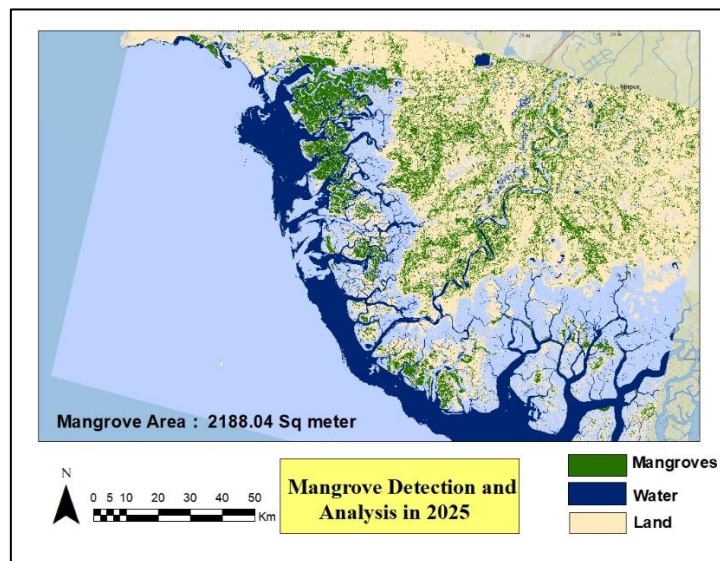 Mirpur
Mangrove Area : 2188.04 Sq meter
N
0 5 10 20 30 40 50
Km
Mangrove Detection and
Analysis in 2025
Mangroves
Water
Land